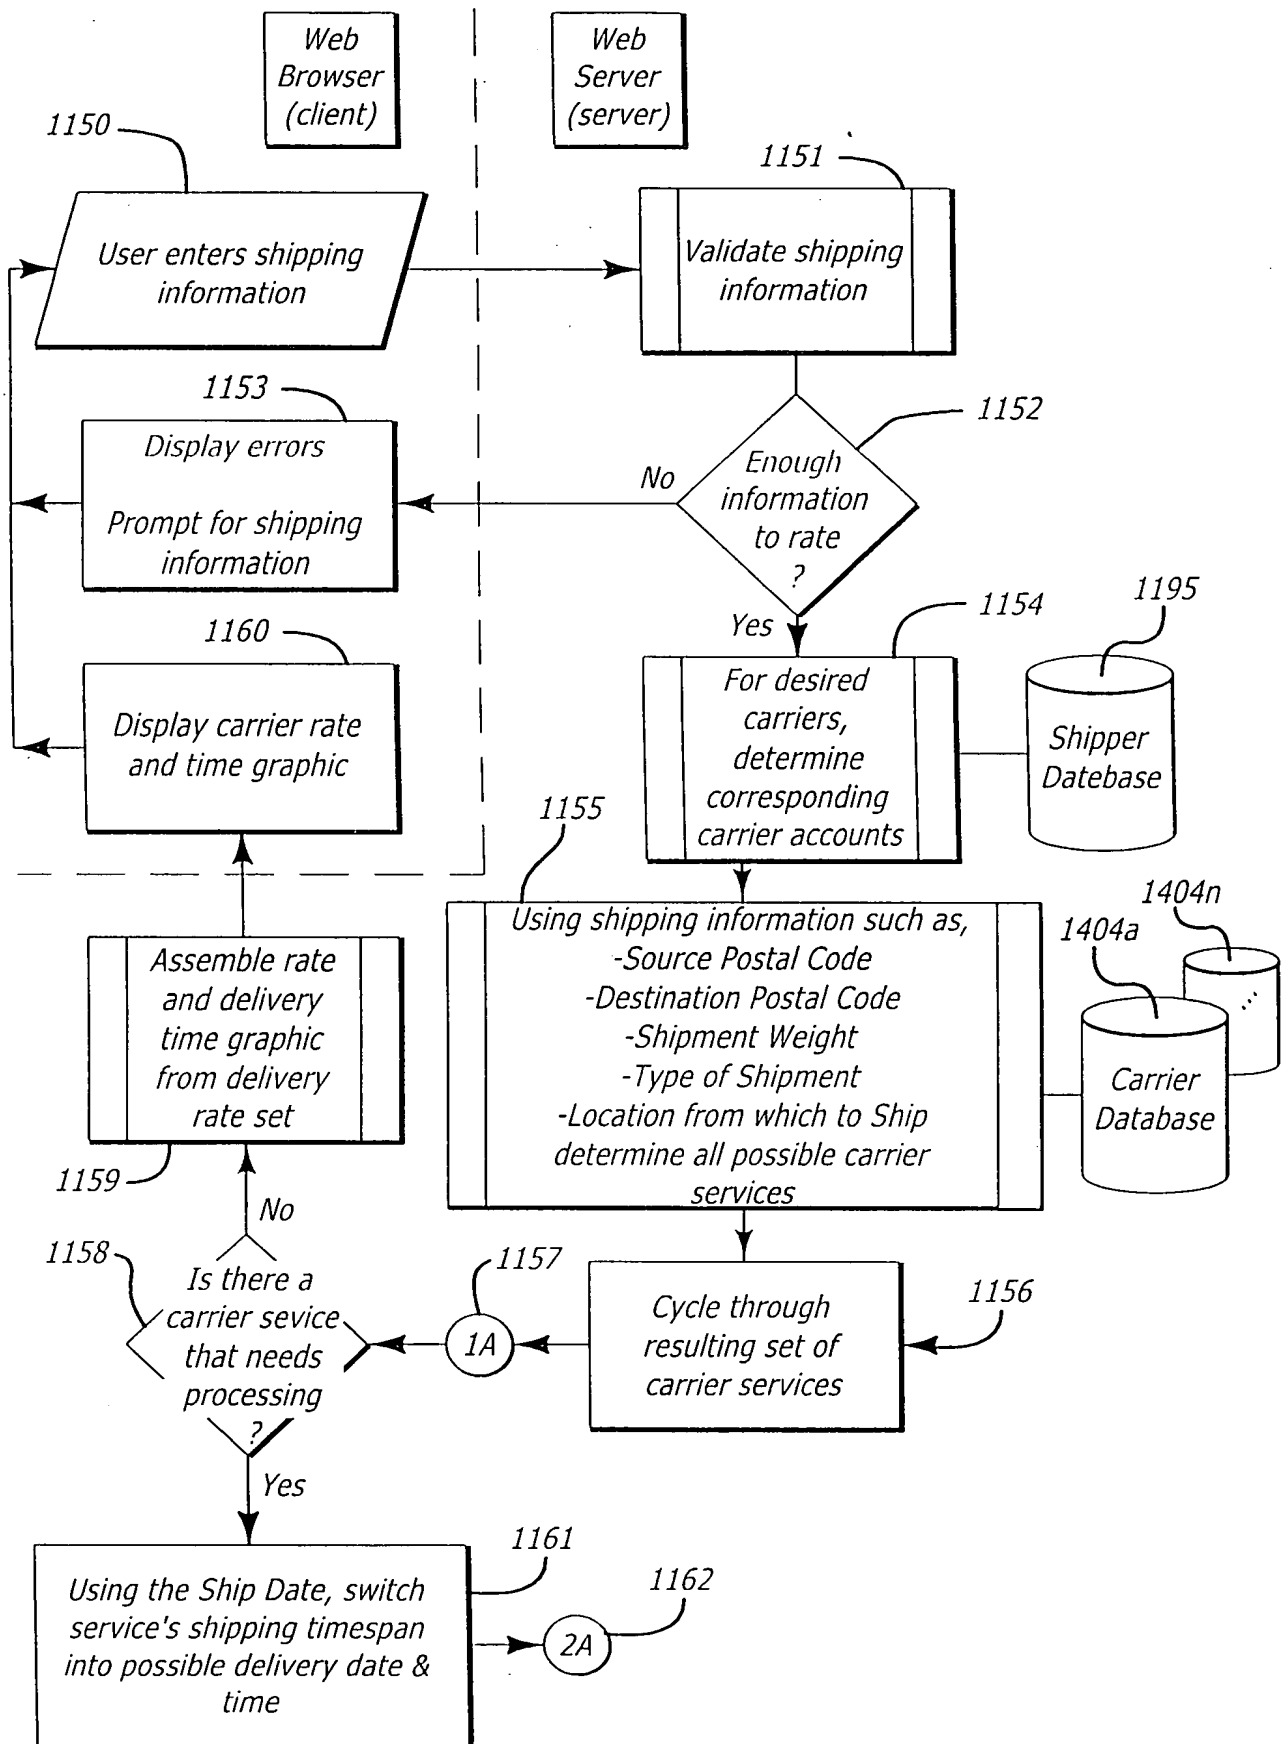 Web
Browser
(client)
Web
Server
(server)
1150
1151
User enters shipping
information
Validate shipping
information
1153
1152
Display errors
Prompt for shipping
information
No
Enough
information
to rate
?
Yes
1154
1195
1160
Display carrier rate
and time graphic
For desired
carriers,
determine
corresponding
carrier accounts
Shipper
Datebase
1155
Using shipping information such as,
-Source Postal Code
-Destination Postal Code
-Shipment Weight
-Type of Shipment
-Location from which to Ship
determine all possible carrier
services
1404n
1404a
...
Carrier
Database
Assemble rate
and delivery
time graphic
from delivery
rate set
1159
No
1158
Is there a
carrier sevice
that needs
processing
?
1157
1A
Cycle through
resulting set of
carrier services
1156
Yes
1161
Using the Ship Date, switch
service's shipping timespan
into possible delivery date &
time
1162
2A